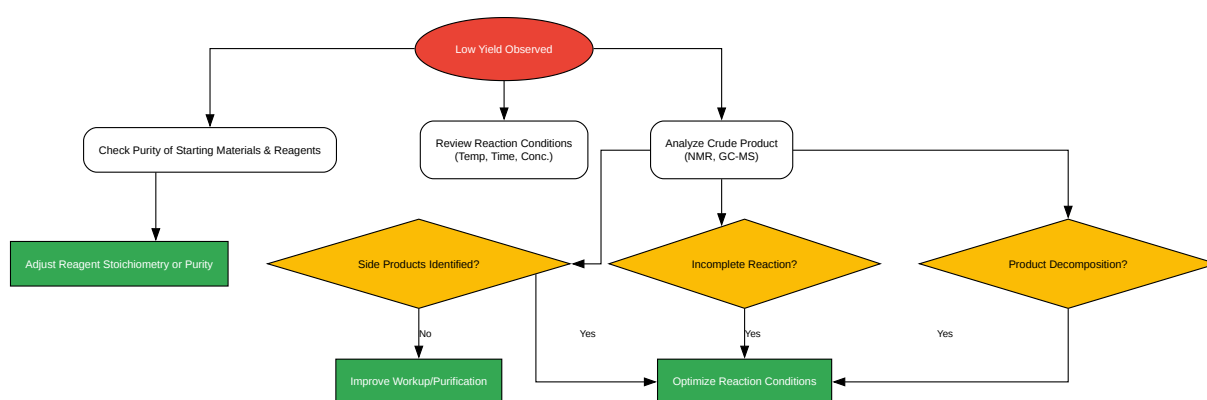 Low Yield Observed
Check Purity of Starting Materials & Reagents
Review Reaction Conditions
(Temp, Time, Conc.)
Analyze Crude Product
(NMR, GC-MS)
Adjust Reagent Stoichiometry or Purity
Side Products Identified?
Incomplete Reaction?
Product Decomposition?
No
Yes
Yes
Yes
Improve Workup/Purification
Optimize Reaction Conditions